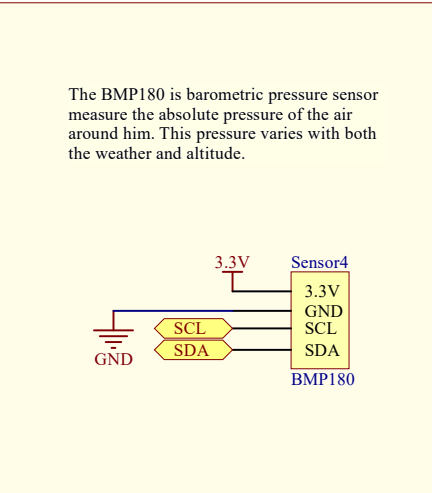 The BMP180 is barometric pressure sensor
measure the absolute pressure of the air
around him. This pressure varies with both
the weather and altitude.
3.3V Sensor4
3.3V
GND
SCL SCL
SDA SDA
GND
BMP180